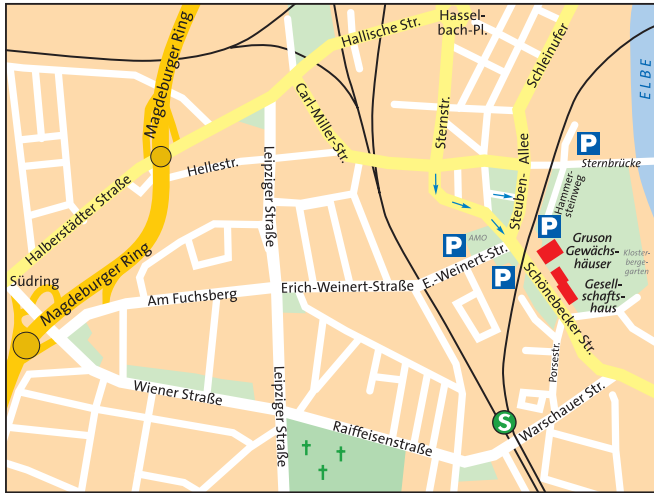 Magdeburger Ring
Hallische Str.
Hassel-
bach-Pl.
Schleinufer
ELBE
Carl-Miller-Str.
Sternstr.
Halberstädter Straße
Hellestr.
Leipziger Straße
Steuben-
Allee
P
Sternbrücke
Hammer-
steinweg
P
P
AMO
P
Gruson
Gewächs-
häuser
Kloster-
berge-
garten
Gesell-
schafts-
haus
Südring
Magdeburger Ring
Am Fuchsberg
Erich-Weinert-Straße
E.-Weinert-Str.
Schönebecker Str.
Porsestr.
Wiener Straße
Leipziger Straße
Raiffeisenstraße
S
Warschauer Str.